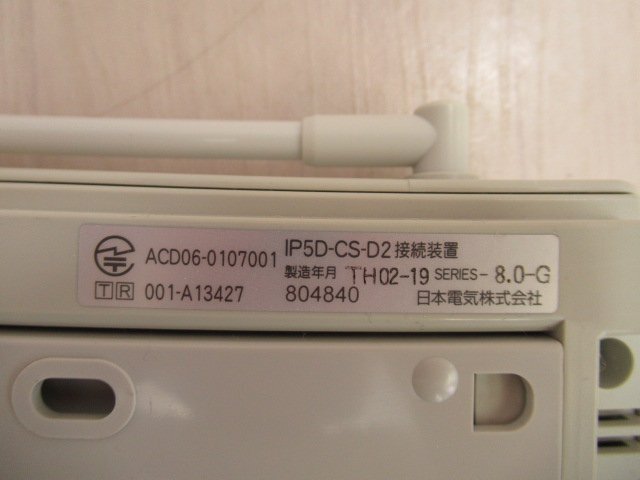 ACD06-0107001 IP5D-CS-D2 接続装置
製造年月 TH02-19 SERIES- 8.0-G
T R 001-A13427 804840 日本電気株式会社